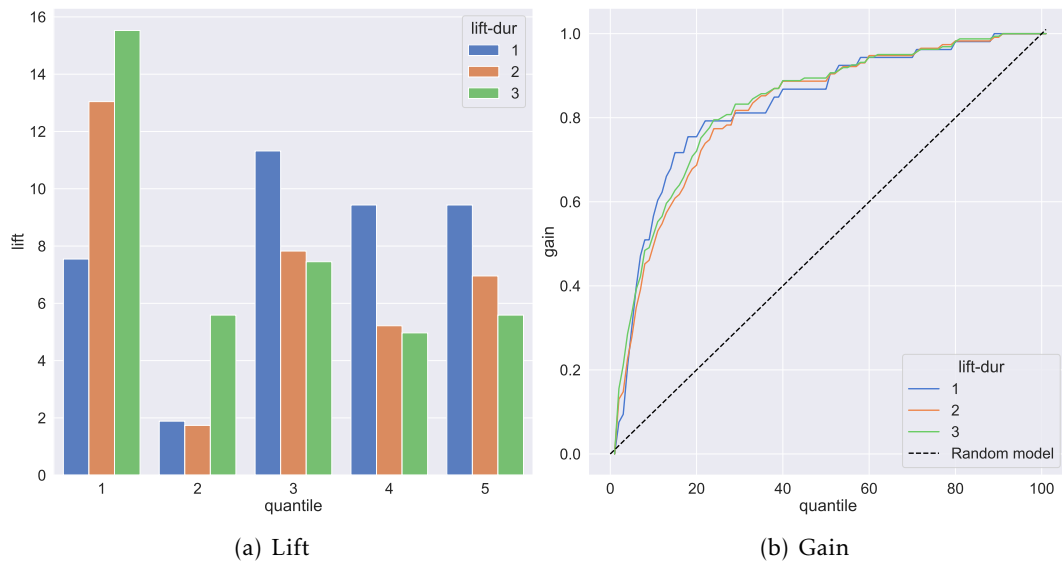 16
14
12
10
8
6
4
2
0
lift
lift-dur
1
2
3
1 2 3 4 5
quantile
(a) Lift
1.0
0.8
0.6
0.4
0.2
0.0
gain
lift-dur
1
2
3
Random model
0 20 40 60 80 100
quantile
(b) Gain